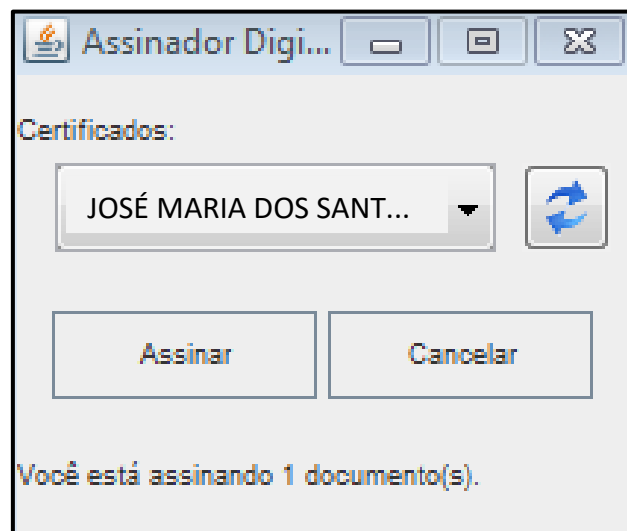 Assinador Digi...
Certificados:
JOSÉ MARIA DOS SANT...
Assinar
Cancelar
Você está assinando 1 documento(s).